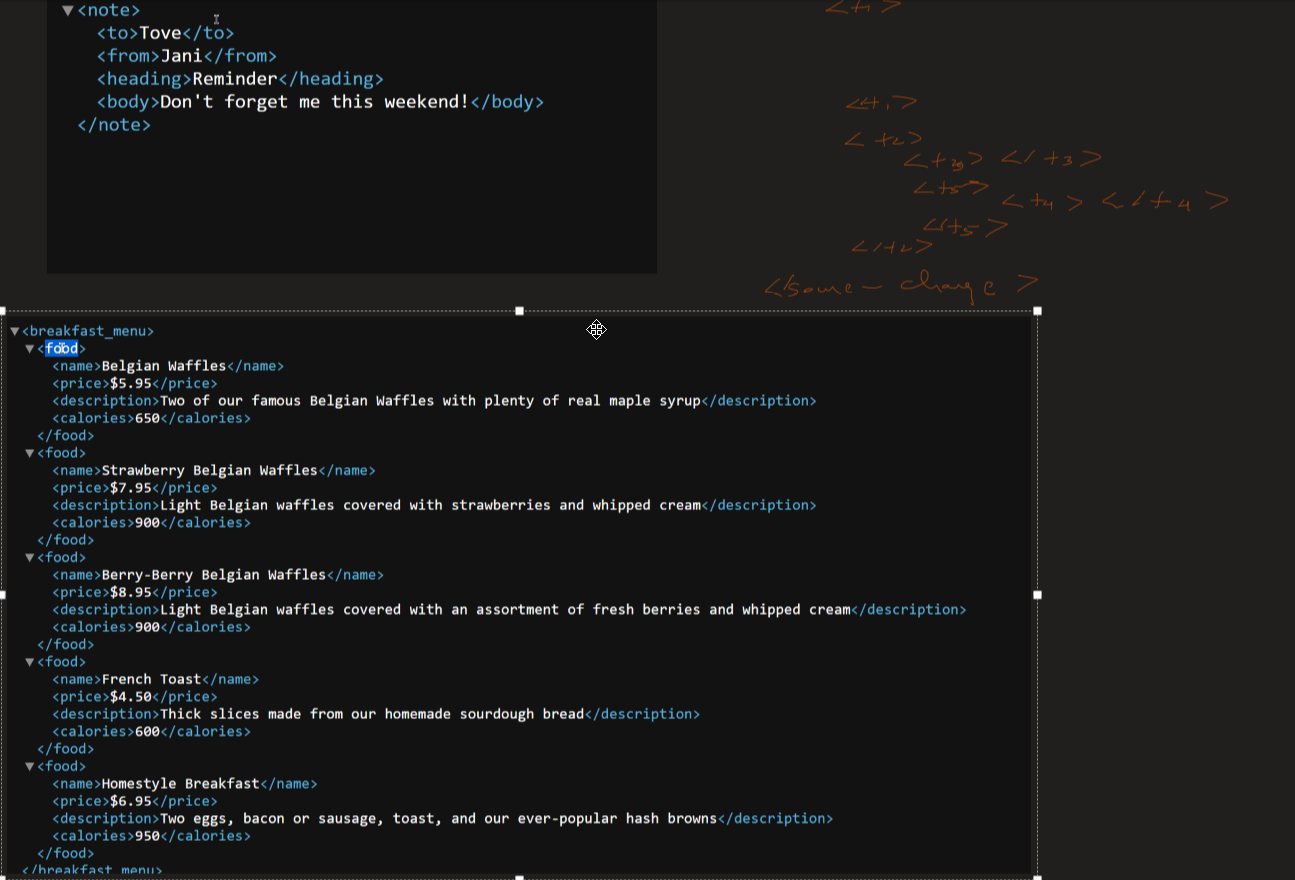 <note>
<to>Tove</to>
<from>Jani</from>
<heading>Reminder</heading>
<body>Don't forget me this weekend!</body>
</note>
<t1>
<t1>
<t2>
<t3> </t3>
<t5>
<t4> </t4>
</t5>
</t2>
</some-change>
<breakfast_menu>
<food>
<name>Belgian Waffles</name>
<price>$5.95</price>
<description>Two of our famous Belgian Waffles with plenty of real maple syrup</description>
<calories>650</calories>
</food>
<food>
<name>Strawberry Belgian Waffles</name>
<price>$7.95</price>
<description>Light Belgian waffles covered with strawberries and whipped cream</description>
<calories>900</calories>
</food>
<food>
<name>Berry-Berry Belgian Waffles</name>
<price>$8.95</price>
<description>Light Belgian waffles covered with an assortment of fresh berries and whipped cream</description>
<calories>900</calories>
</food>
<food>
<name>French Toast</name>
<price>$4.50</price>
<description>Thick slices made from our homemade sourdough bread</description>
<calories>600</calories>
</food>
<food>
<name>Homestyle Breakfast</name>
<price>$6.95</price>
<description>Two eggs, bacon or sausage, toast, and our ever-popular hash browns</description>
<calories>950</calories>
</food>
</breakfast_menu>